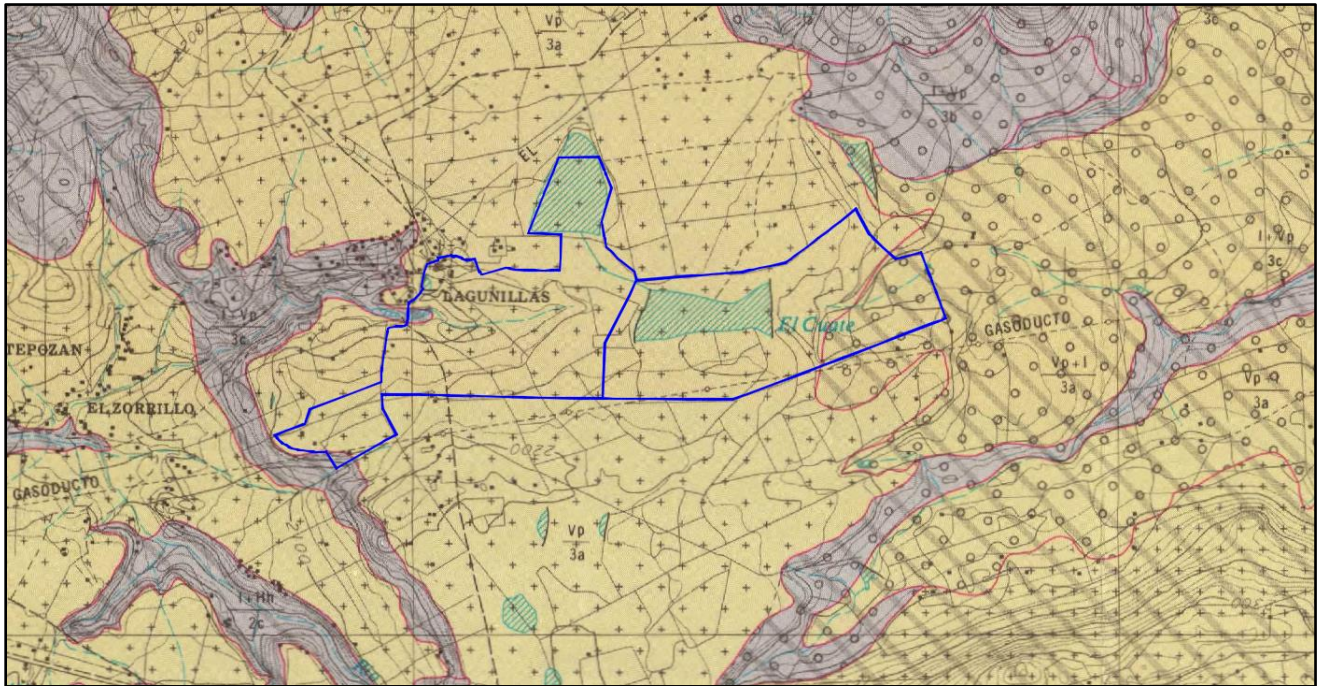 Vp
3a
3c
I+Vp
3b
EL
I+Vp
3c
LAGUNILLAS
I+Vp
3c
El Cuate
GASODUCTO
TEPOZAN
Vp+I
3a
3a
EL ZORRILLO
2200
GASODUCTO
Vp
3a
I+Hh
2c